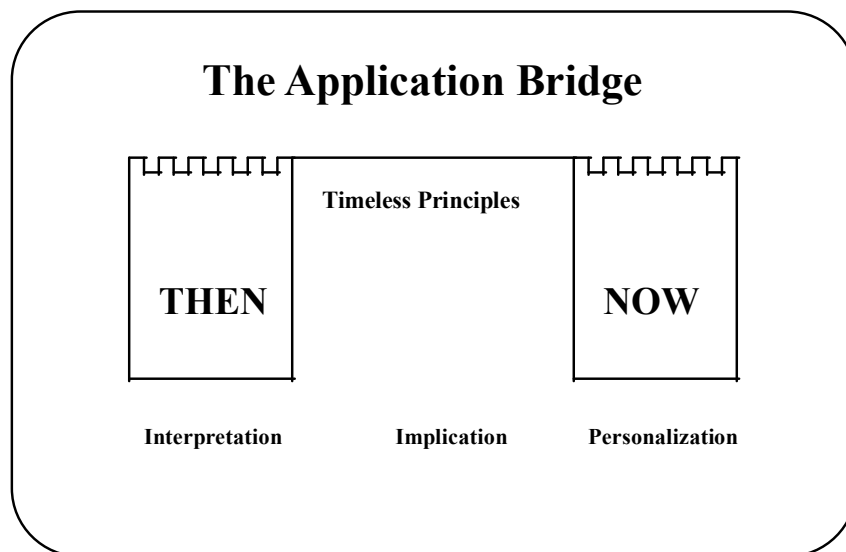 The Application Bridge
Timeless Principles
THEN NOW
Interpretation Implication Personalization